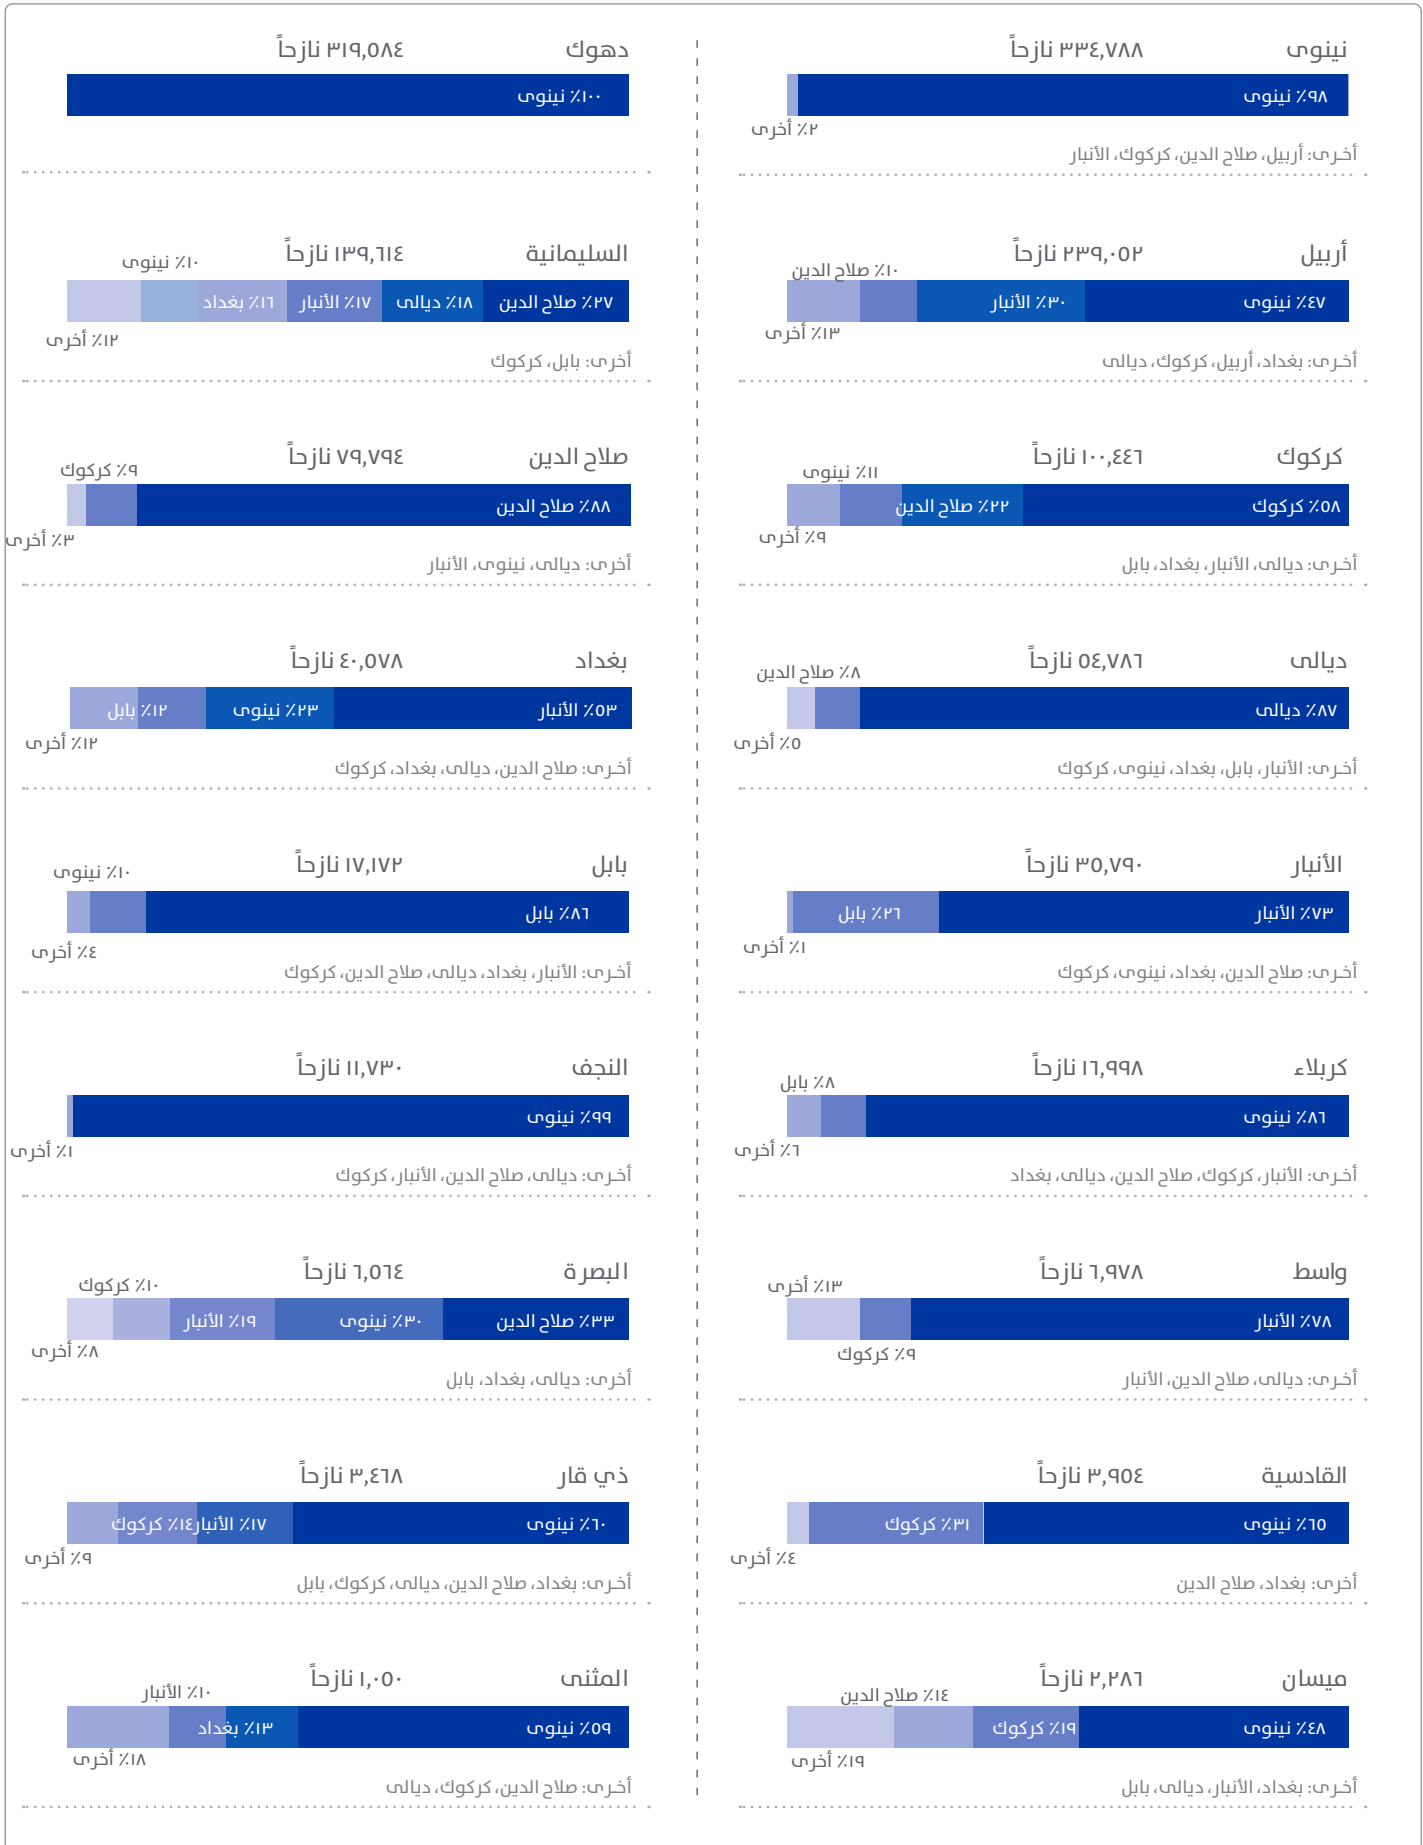 نينوى ٣٣٤,٧٨٨ نازحاً
٩٨٪ نينوى
٢٪ أخرى
أخرى: أربيل، صلاح الدين، كركوك، الأنبار
دهوك ٣١٩,٥٨٤ نازحاً
١٠٠٪ نينوى
أربيل ٢٣٩,٠٥٢ نازحاً
١٠٪ صلاح الدين
٤٧٪ نينوى ٣٠٪ الأنبار
١٣٪ أخرى
أخرى: بغداد، أربيل، كركوك، ديالى
السليمانية ١٣٩,٦١٤ نازحاً
١٠٪ نينوى
٢٧٪ صلاح الدين ١٨٪ ديالى ١٧٪ الأنبار ١٦٪ بغداد
١٢٪ أخرى
أخرى: بابل، كركوك
كركوك ١٠٠,٤٤٦ نازحاً
١١٪ نينوى
٥٨٪ كركوك ٢٢٪ صلاح الدين
٩٪ أخرى
أخرى: ديالى، الأنبار، بغداد، بابل
صلاح الدين ٧٩,٧٩٤ نازحاً
٩٪ كركوك
٨٨٪ صلاح الدين
٣٪ أخرى
أخرى: ديالى، نينوى، الأنبار
ديالى ٥٤,٧٨٦ نازحاً
٨٪ صلاح الدين
٨٧٪ ديالى
٥٪ أخرى
أخرى: الأنبار، بابل، بغداد، نينوى، كركوك
بغداد ٤٠,٥٧٨ نازحاً
٥٣٪ الأنبار ٢٣٪ نينوى ١٢٪ بابل
١٢٪ أخرى
أخرى: صلاح الدين، ديالى، بغداد، كركوك
الأنبار ٣٥,٧٩٠ نازحاً
٧٣٪ الأنبار ٢٦٪ بابل
١٪ أخرى
أخرى: صلاح الدين، بغداد، نينوى، كركوك
بابل ١٧,١٧٢ نازحاً
١٠٪ نينوى
٨٦٪ بابل
٤٪ أخرى
أخرى: الأنبار، بغداد، ديالى، صلاح الدين، كركوك
كربلاء ١٦,٩٩٨ نازحاً
٨٪ بابل
٨٦٪ نينوى
٦٪ أخرى
أخرى: الأنبار، كركوك، صلاح الدين، ديالى، بغداد
النجف ١١,٧٣٠ نازحاً
٩٩٪ نينوى
١٪ أخرى
أخرى: ديالى، صلاح الدين، الأنبار، كركوك
واسط ٦,٩٧٨ نازحاً
١٣٪ أخرى
٧٨٪ الأنبار
٩٪ كركوك
أخرى: ديالى، صلاح الدين، الأنبار
البصرة ٦,٥٦٤ نازحاً
١٠٪ كركوك
٣٣٪ صلاح الدين ٣٠٪ نينوى ١٩٪ الأنبار
٨٪ أخرى
أخرى: ديالى، بغداد، بابل
القادسية ٣,٩٥٤ نازحاً
٦٥٪ نينوى ٣١٪ كركوك
٤٪ أخرى
أخرى: بغداد، صلاح الدين
ذي قار ٣,٤٦٨ نازحاً
٦٠٪ نينوى ١٧٪ الأنبار ١٤٪ كركوك
٩٪ أخرى
أخرى: بغداد، صلاح الدين، ديالى، كركوك، بابل
ميسان ٢,٢٨٦ نازحاً
١٤٪ صلاح الدين
٤٨٪ نينوى ١٩٪ كركوك
١٩٪ أخرى
أخرى: بغداد، الأنبار، ديالى، بابل
المثنى ١,٠٥٠ نازحاً
١٠٪ الأنبار
٥٩٪ نينوى ١٣٪ بغداد
١٨٪ أخرى
أخرى: صلاح الدين، كركوك، ديالى